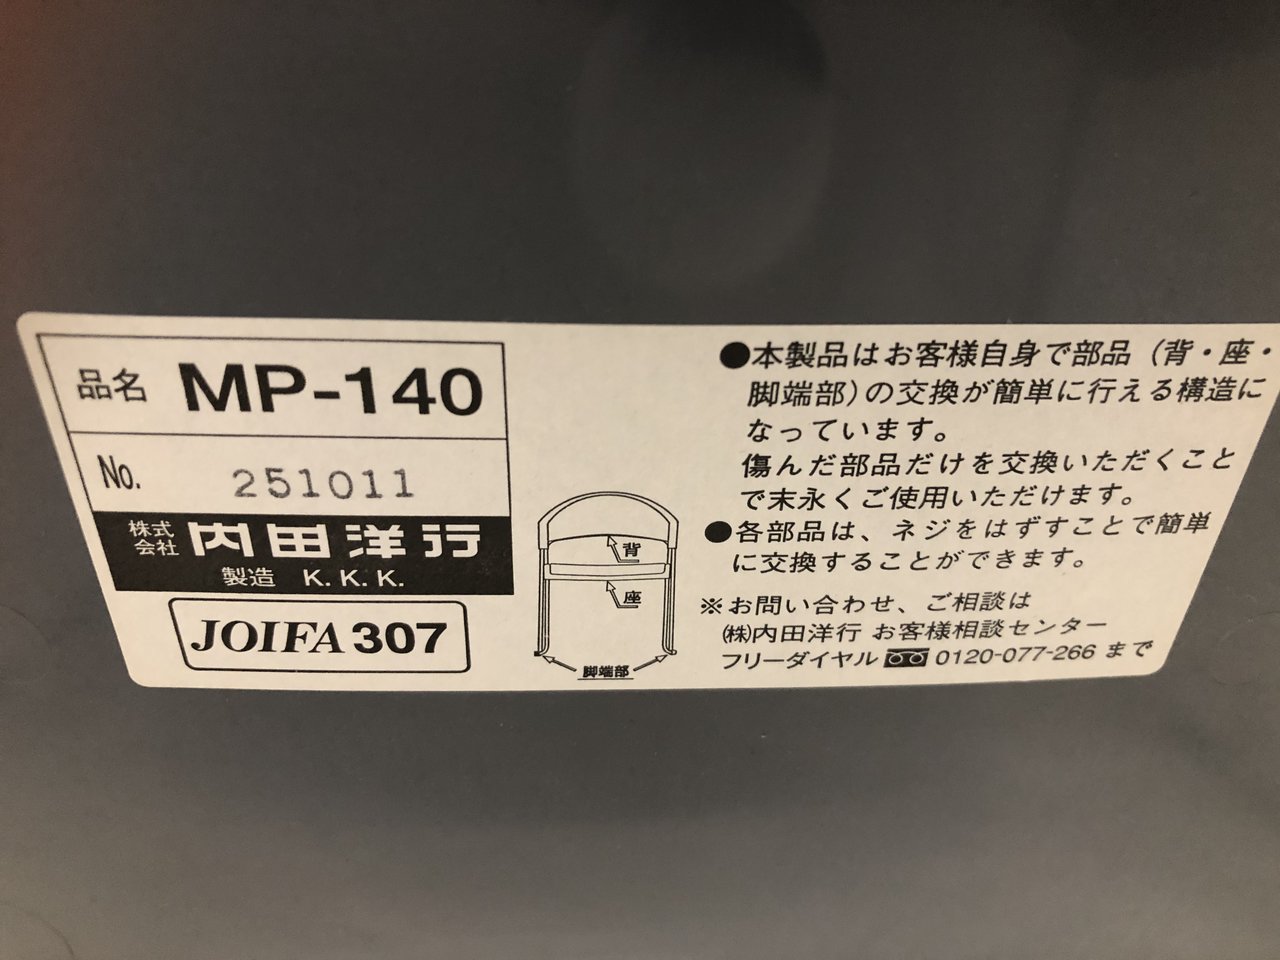 品名 MP-140
No. 251011
株式会社 内田洋行
製造 K. K. K.
JOIFA 307
背
座
脚端部
●本製品はお客様自身で部品（背・座・
脚端部）の交換が簡単に行える構造に
なっています。
傷んだ部品だけを交換いただくこと
で末永くご使用いただけます。
●各部品は、ネジをはずすことで簡単
に交換することができます。
※お問い合わせ、ご相談は
㈱内田洋行 お客様相談センター
フリーダイヤル 0120-077-266 まで